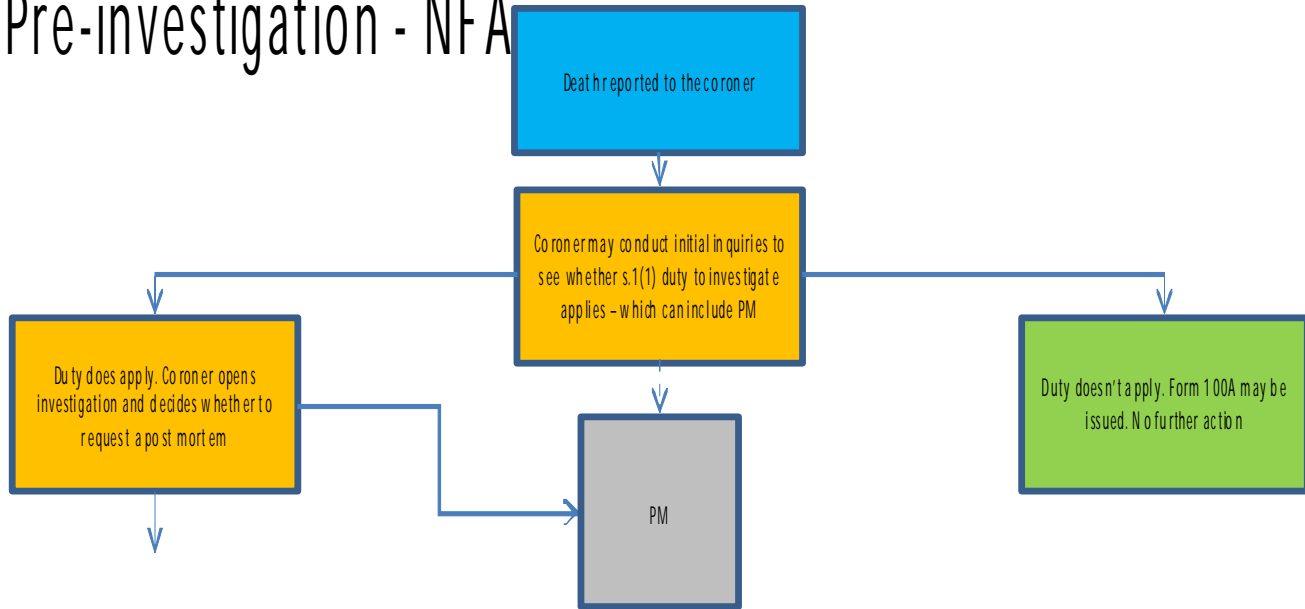 Pre-investigation - NFA
Death reported to the coroner
Coroner may conduct initial inquiries to
see whether s.1(1) duty to investigate
applies – which can include PM
Duty does apply. Coroner opens
investigation and decides whether to
request a post mortem
Duty doesn't apply. Form 100A may be
issued. No further action
PM